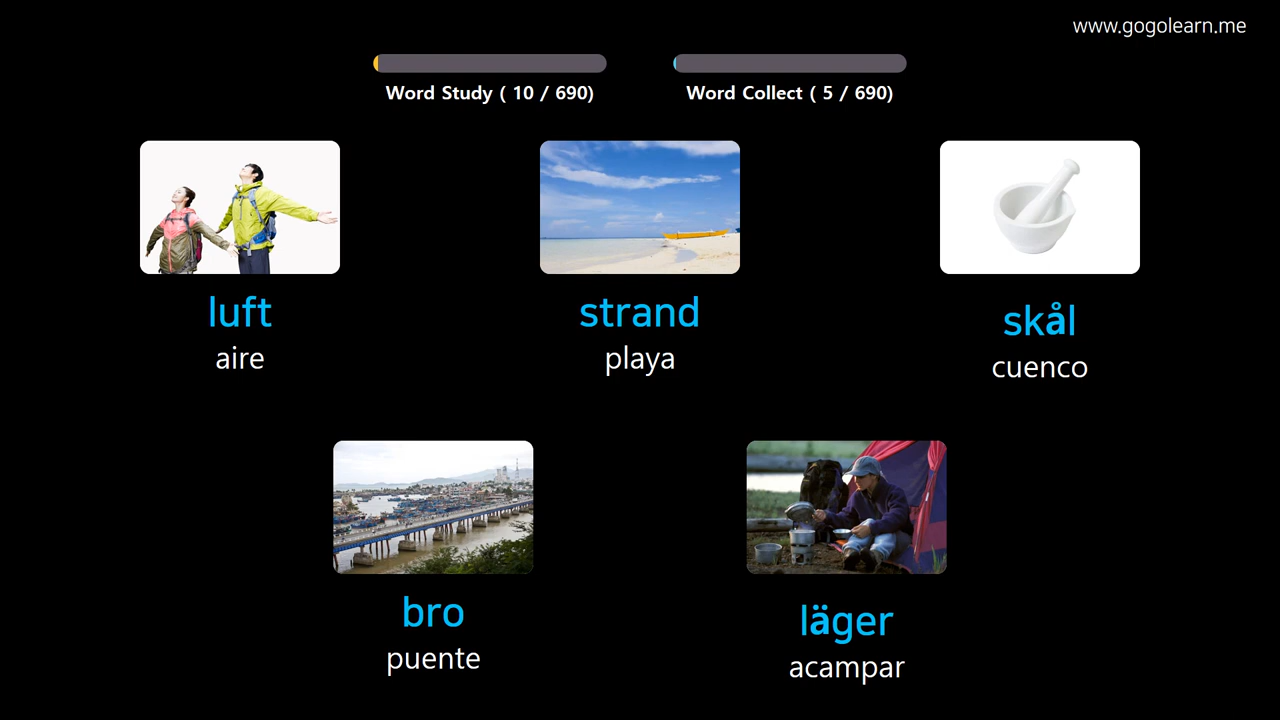 www.gogolearn.me
Word Study ( 10 / 690)
Word Collect ( 5 / 690)
luft
aire
strand
playa
skål
cuenco
bro
puente
läger
acampar